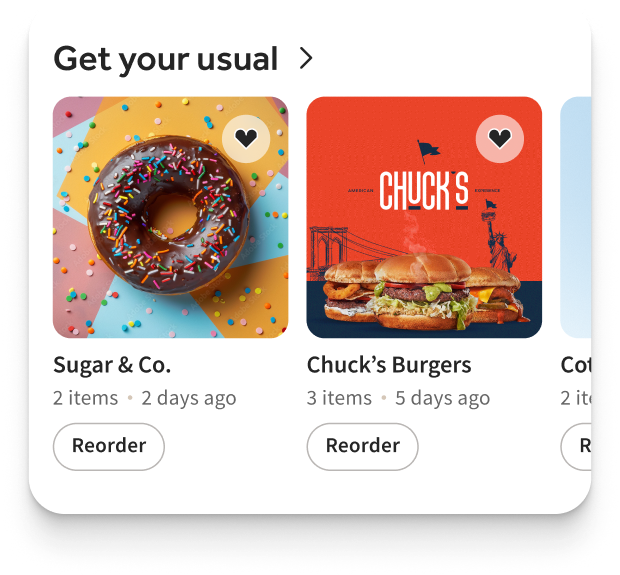 Get your usual
AMERICAN CHUCK'S EXPERIENCE
Sugar & Co.
2 items • 2 days ago
Reorder
Chuck’s Burgers
3 items • 5 days ago
Reorder
Cot
2 ite
R